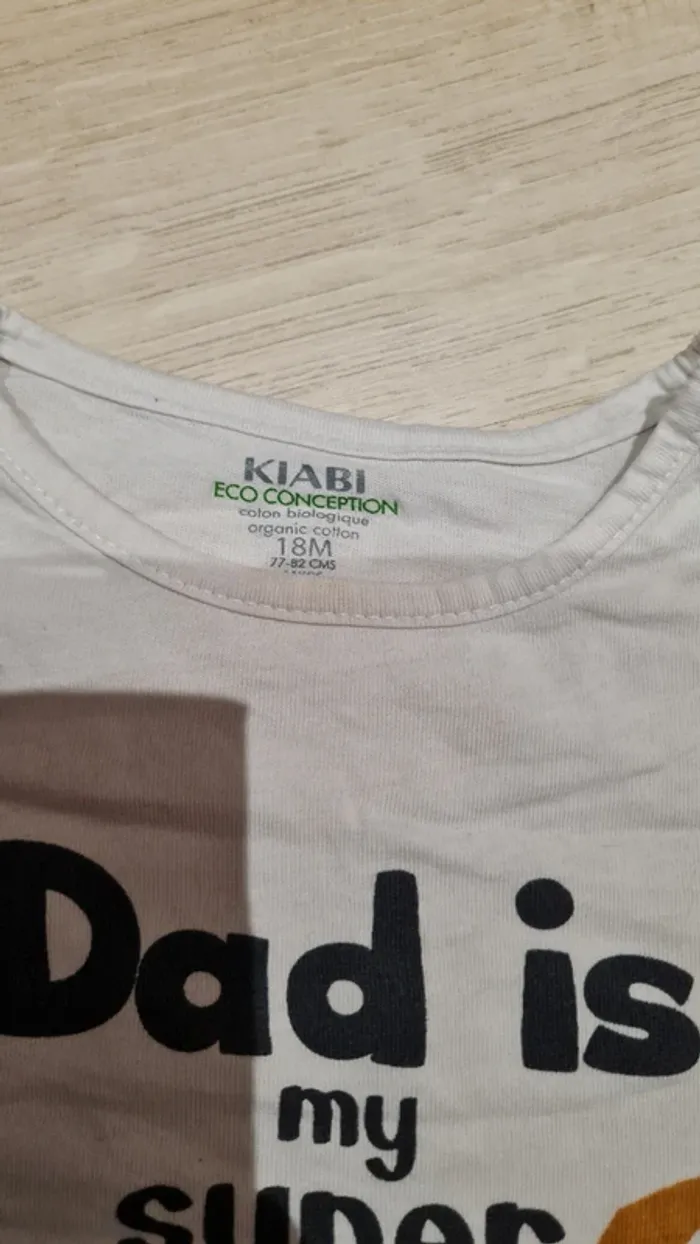 KIABI
ECO CONCEPTION
coton biologique
organic cotton
18M
77-82 CMS
Dad is
my
super